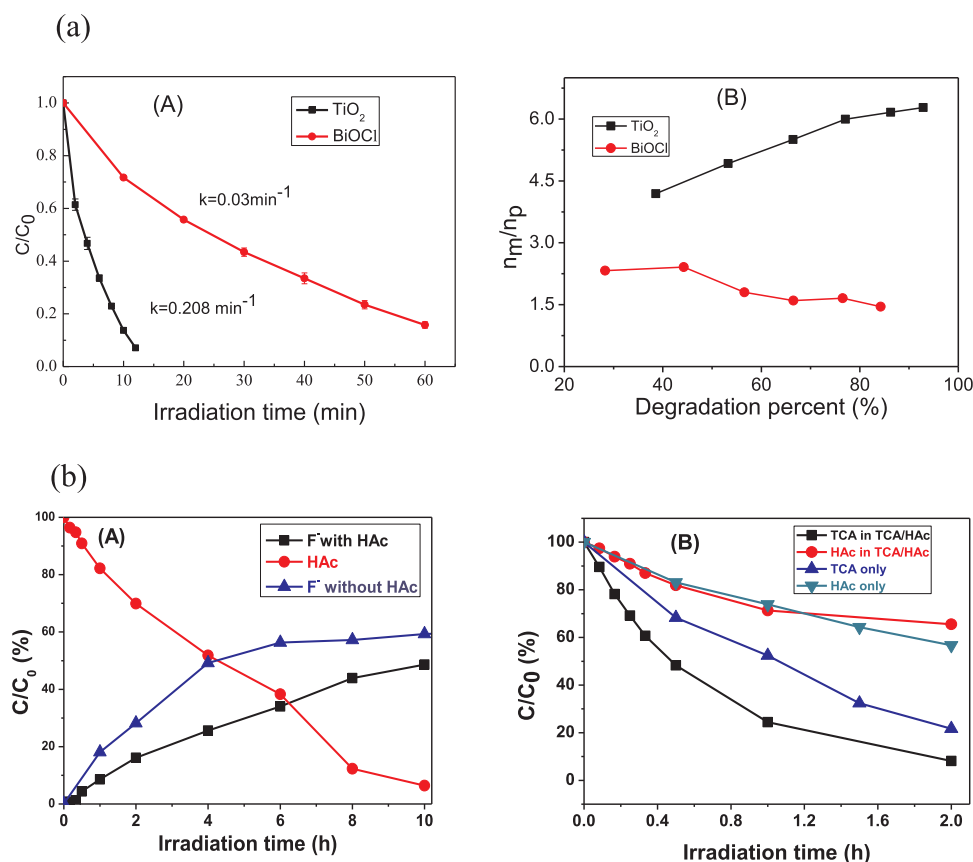 (a)
(A)
TiO₂
BiOCl
k=0.03min⁻¹
k=0.208 min⁻¹
C/C₀
1.0
0.8
0.6
0.4
0.2
0.0
0 10 20 30 40 50 60
Irradiation time (min)
(B)
TiO₂
BiOCl
nₘ/nₚ
6.0
4.5
3.0
1.5
0.0
20 40 60 80 100
Degradation percent (%)
(b)
(A)
F⁻ with HAc
HAc
F⁻ without HAc
C/C₀ (%)
100
80
60
40
20
0
0 2 4 6 8 10
Irradiation time (h)
(B)
TCA in TCA/HAc
HAc in TCA/HAc
TCA only
HAc only
C/C0 (%)
100
80
60
40
20
0
0.0 0.4 0.8 1.2 1.6 2.0
Irradiation time (h)